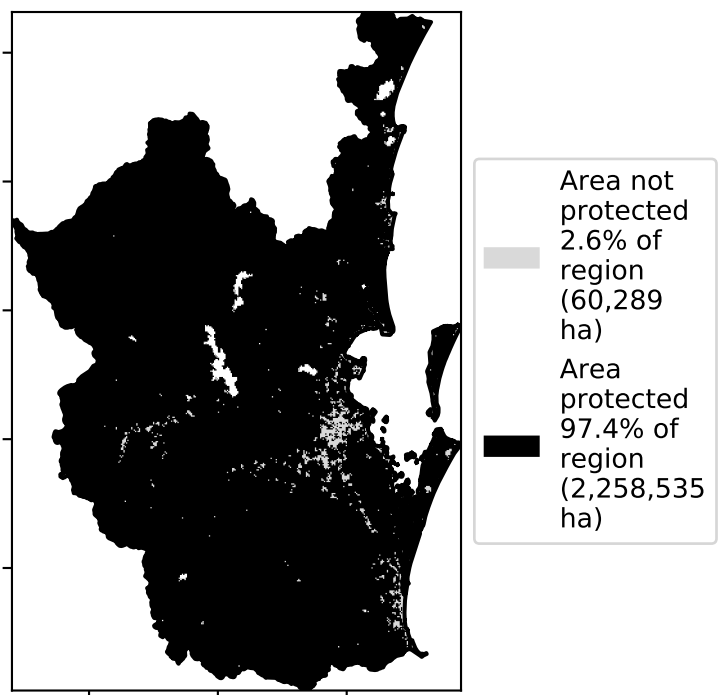 Area not
protected
2.6% of
region
(60,289
ha)
Area
protected
97.4% of
region
(2,258,535
ha)